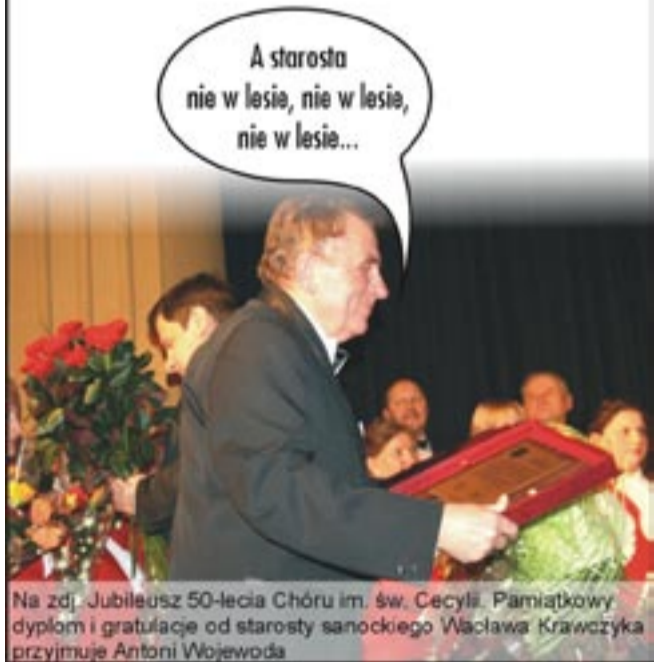 A starosta
nie w lesie, nie w lesie,
nie w lesie...
Na zdj. Jubileusz 50-lecia Chóru im. św. Cecylii. Pamiątkowy
dyplom i gratulacje od starosty sanockiego Wacława Krawczyka
przyjmuje Antoni Wojewoda